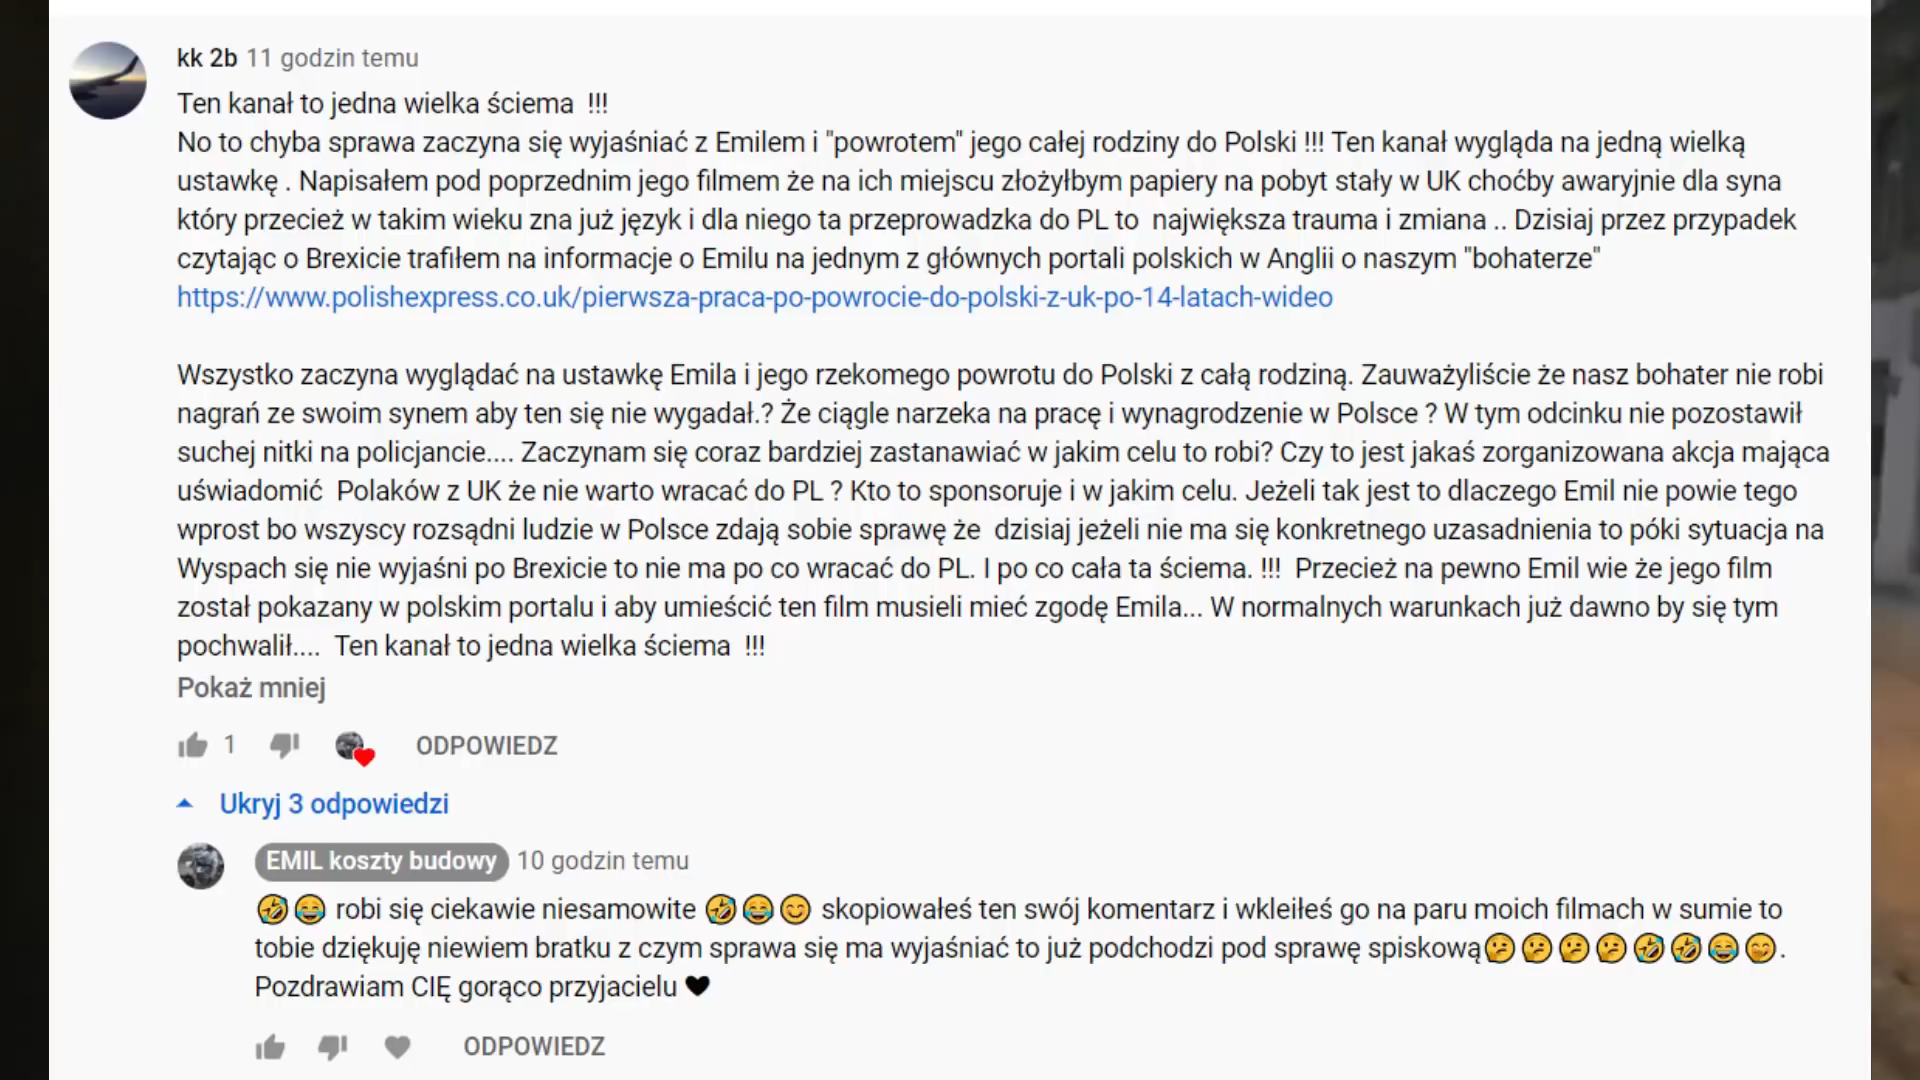 kk 2b 11 godzin temu
Ten kanał to jedna wielka ściema  !!!
No to chyba sprawa zaczyna się wyjaśniać z Emilem i "powrotem" jego całej rodziny do Polski !!! Ten kanał wygląda na jedną wielką
ustawkę . Napisałem pod poprzednim jego filmem że na ich miejscu złożyłbym papiery na pobyt stały w UK choćby awaryjnie dla syna
który przecież w takim wieku zna już język i dla niego ta przeprowadzka do PL to  największa trauma i zmiana .. Dzisiaj przez przypadek
czytając o Brexicie trafiłem na informacje o Emilu na jednym z głównych portali polskich w Anglii o naszym "bohaterze"
https://www.polishexpress.co.uk/pierwsza-praca-po-powrocie-do-polski-z-uk-po-14-latach-wideo
Wszystko zaczyna wyglądać na ustawkę Emila i jego rzekomego powrotu do Polski z całą rodziną. Zauważyliście że nasz bohater nie robi
nagrań ze swoim synem aby ten się nie wygadał.? Że ciągle narzeka na pracę i wynagrodzenie w Polsce ? W tym odcinku nie pozostawił
suchej nitki na policjancie.... Zaczynam się coraz bardziej zastanawiać w jakim celu to robi? Czy to jest jakaś zorganizowana akcja mająca
uświadomić  Polaków z UK że nie warto wracać do PL ? Kto to sponsoruje i w jakim celu. Jeżeli tak jest to dlaczego Emil nie powie tego
wprost bo wszyscy rozsądni ludzie w Polsce zdają sobie sprawę że  dzisiaj jeżeli nie ma się konkretnego uzasadnienia to póki sytuacja na
Wyspach się nie wyjaśni po Brexicie to nie ma po co wracać do PL. I po co cała ta ściema. !!!  Przecież na pewno Emil wie że jego film
został pokazany w polskim portalu i aby umieścić ten film musieli mieć zgodę Emila... W normalnych warunkach już dawno by się tym
pochwalił....  Ten kanał to jedna wielka ściema  !!!
Pokaż mniej
1 ODPOWIEDZ
Ukryj 3 odpowiedzi
EMIL koszty budowy 10 godzin temu
🤣😂 robi się ciekawie niesamowite 🤣😂😊 skopiowałeś ten swój komentarz i wkleiłeś go na paru moich filmach w sumie to
tobie dziękuję niewiem bratku z czym sprawa się ma wyjaśniać to już podchodzi pod sprawę spiskową🤔🤔🤔🤔🤣🤣😂🤭.
Pozdrawiam CIĘ gorąco przyjacielu 🖤
ODPOWIEDZ